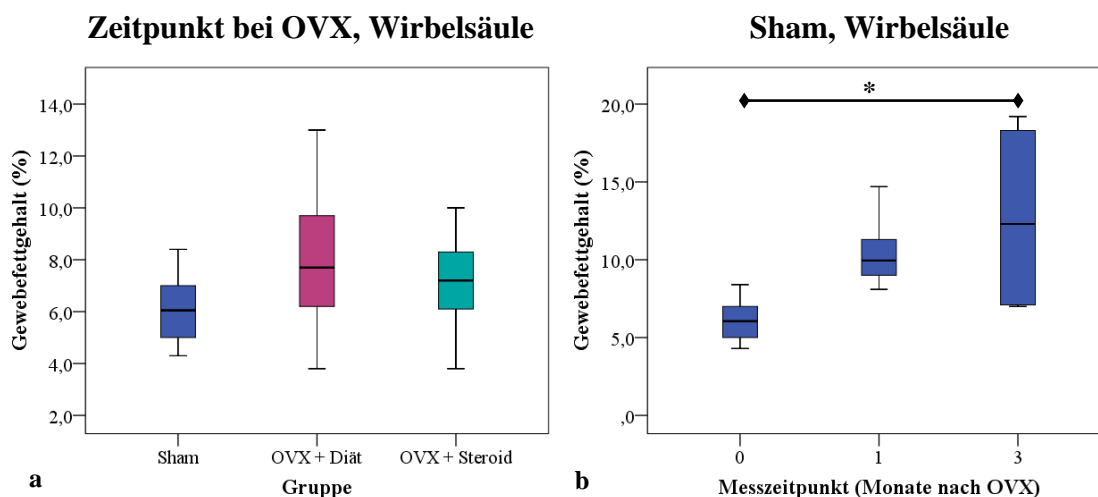 Zeitpunkt bei OVX, Wirbelsäule
Gewebefettgehalt (%)
14,0
12,0
10,0
8,0
6,0
4,0
2,0
Sham OVX + Diät OVX + Steroid
Gruppe
a
Sham, Wirbelsäule
Gewebefettgehalt (%)
*
20,0
15,0
10,0
5,0
,0
0 1 3
Messzeitpunkt (Monate nach OVX)
b